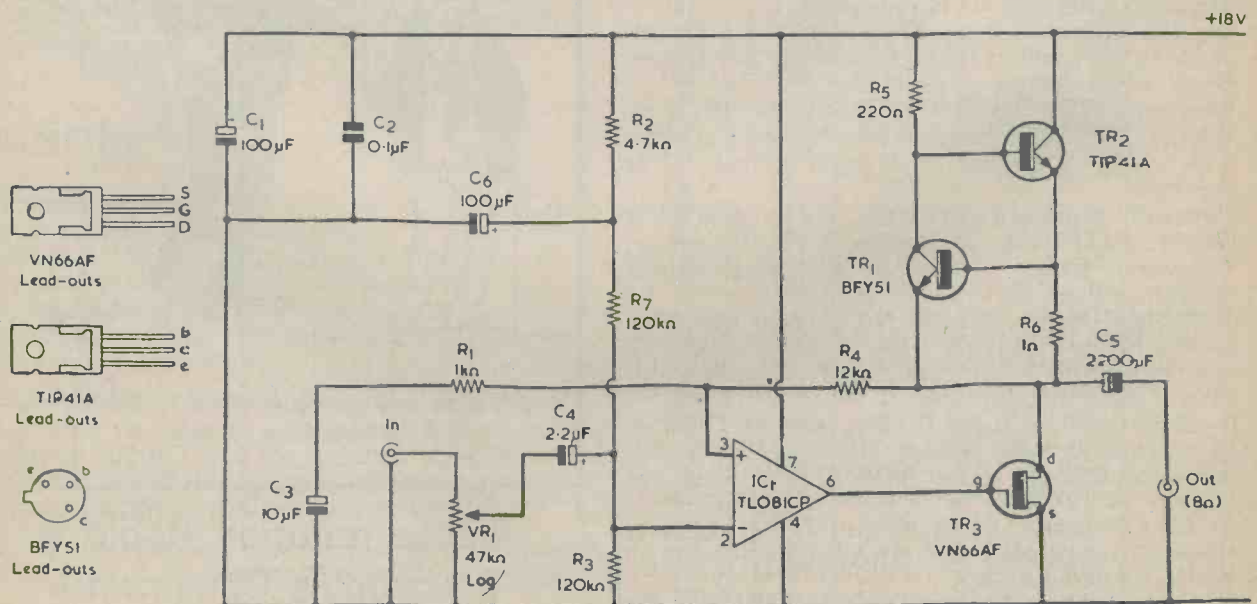 +18V
C1
100µF
C2
0·1µF
R2
4·7kΩ
R5
220Ω
TR2
TIP41A
C6
100µF
+
S
G
D
VN66AF
Lead-outs
TR1
BFY51
R7
120kΩ
R6
1Ω
C5
2200µF
b
c
e
TIP41A
Lead-outs
R1
1kΩ
R4
12kΩ
In
C4
2·2µF
+
3
+
7
IC1
TL081CP
6
4
−
2
d
g
s
TR3
VN66AF
Out
(8Ω)
e
b
c
BFY51
Lead-outs
C3
10µF
VR1
47kΩ
Log
R3
120kΩ